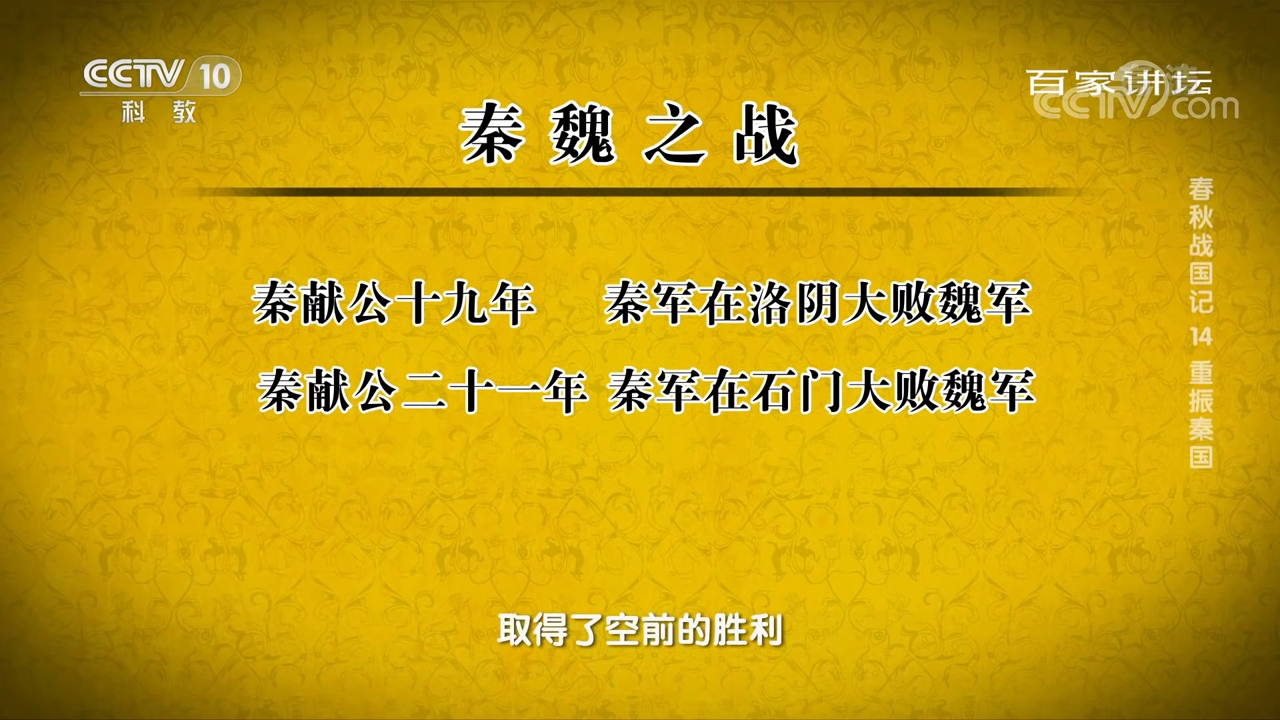 CCTV 10
科教
百家讲坛
CCTV.com
秦魏之战
秦献公十九年 秦军在洛阴大败魏军
秦献公二十一年 秦军在石门大败魏军
春秋战国记 14 重振秦国
取得了空前的胜利